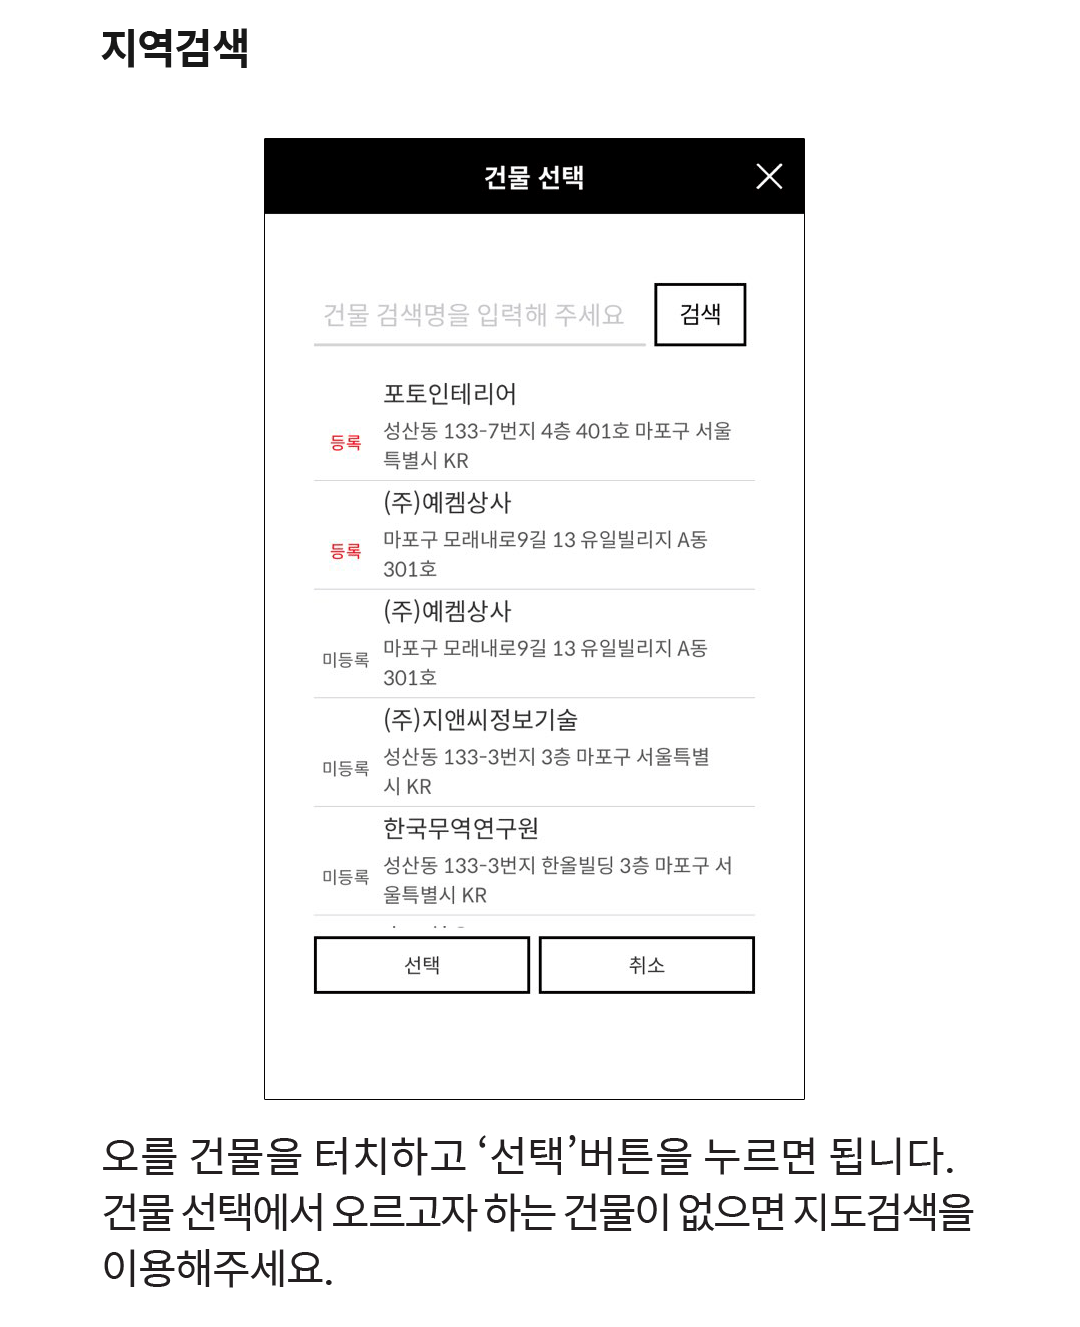 지역검색
건물 선택
건물 검색명을 입력해 주세요
검색
포토인테리어
등록
성산동 133-7번지 4층 401호 마포구 서울
특별시 KR
(주)예켐상사
등록
마포구 모래내로9길 13 유일빌리지 A동
301호
(주)예켐상사
미등록
마포구 모래내로9길 13 유일빌리지 A동
301호
(주)지앤씨정보기술
미등록
성산동 133-3번지 3층 마포구 서울특별
시 KR
한국무역연구원
미등록
성산동 133-3번지 한올빌딩 3층 마포구 서
울특별시 KR
선택
취소
오를 건물을 터치하고 ‘선택’버튼을 누르면 됩니다.
건물 선택에서 오르고자 하는 건물이 없으면 지도검색을
이용해주세요.